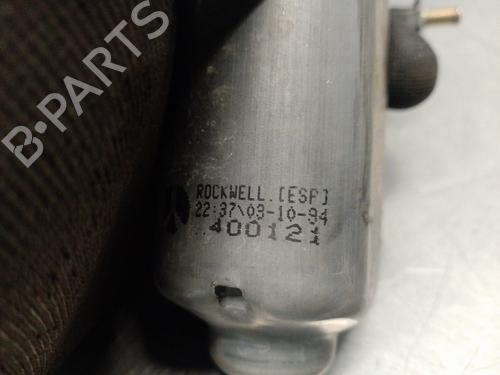 B-PARTS
ROCKWELL.[ESP]
22:37\03-10-94
400121